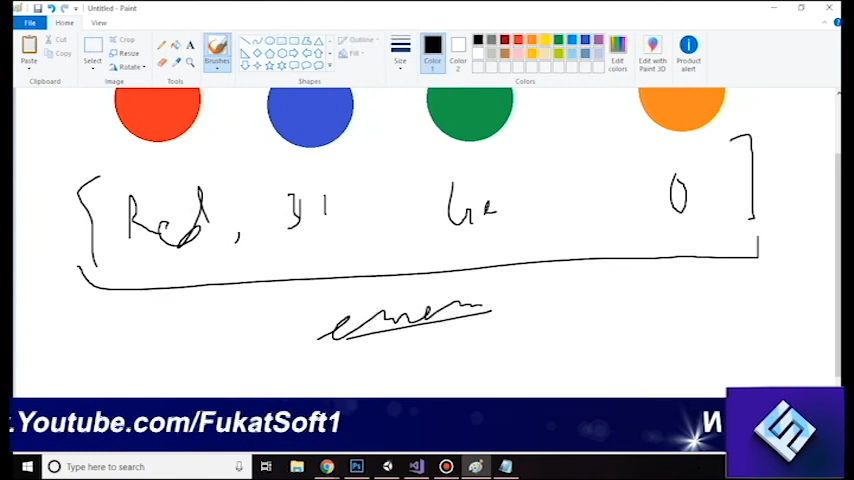 Untitled - Paint
File Home View
Paste
Cut
Copy
Clipboard
Select
Crop
Resize
Rotate
Image
Tools
Brushes
Outline
Fill
Shapes
Size
Color 1
Color 2
Edit colors
Colors
Edit with Paint 3D
Product alert
{ Red, 0 ]
.Youtube.com/FukatSoft1
Type here to search